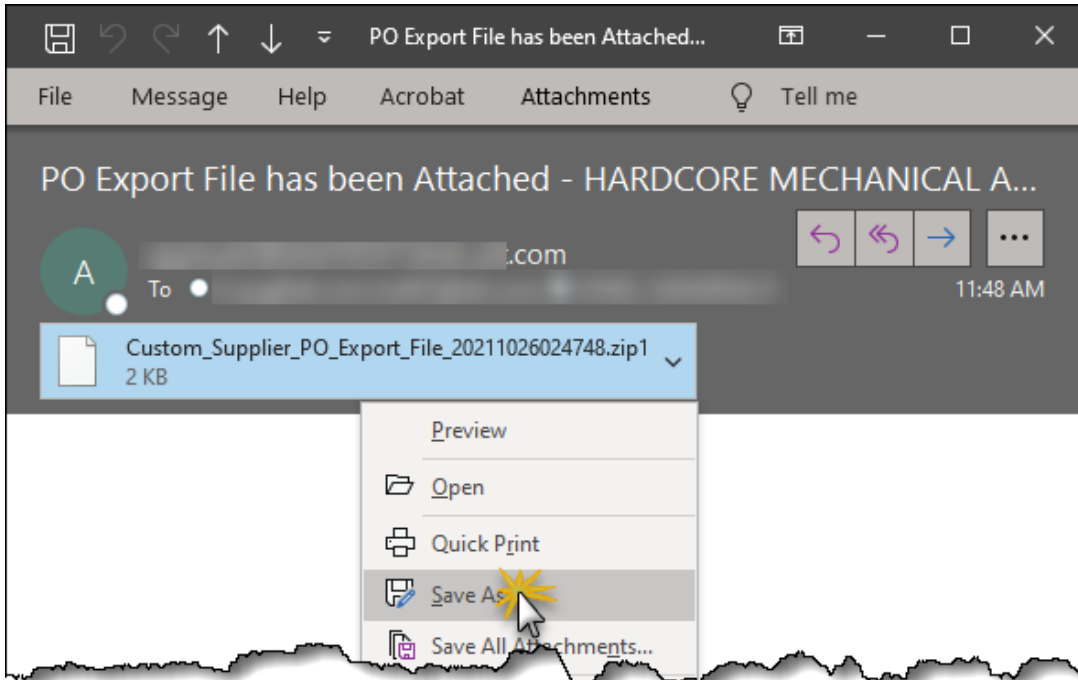 PO Export File has been Attached...
File Message Help Acrobat Attachments Tell me
PO Export File has been Attached - HARDCORE MECHANICAL A...
A
.com
To
11:48 AM
Custom_Supplier_PO_Export_File_20211026024748.zip1
2 KB
Preview
Open
Quick Print
Save As
Save All Attachments...